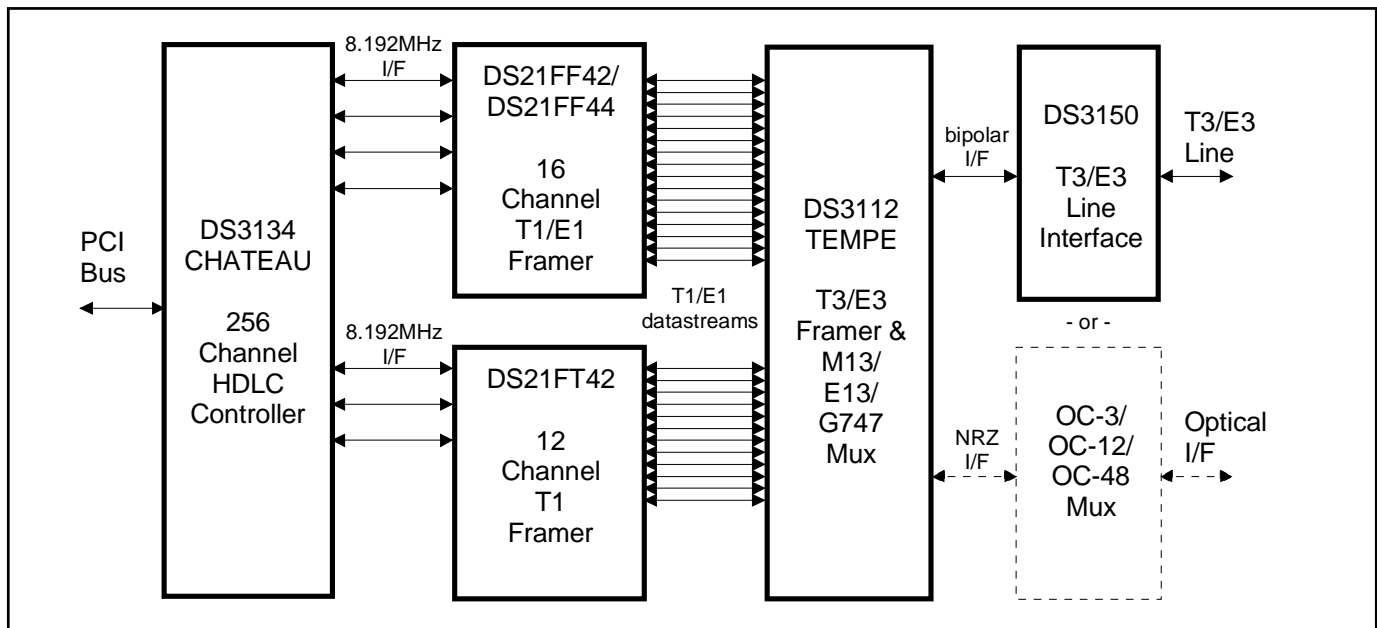 PCI
Bus
DS3134
CHATEAU
256
Channel
HDLC
Controller
8.192MHz
I/F
8.192MHz
I/F
DS21FF42/
DS21FF44
16
Channel
T1/E1
Framer
DS21FT42
12
Channel
T1
Framer
T1/E1
datastreams
DS3112
TEMPE
T3/E3
Framer &
M13/
E13/
G747
Mux
bipolar
I/F
NRZ
I/F
DS3150
T3/E3
Line
Interface
- or -
OC-3/
OC-12/
OC-48
Mux
T3/E3
Line
Optical
I/F